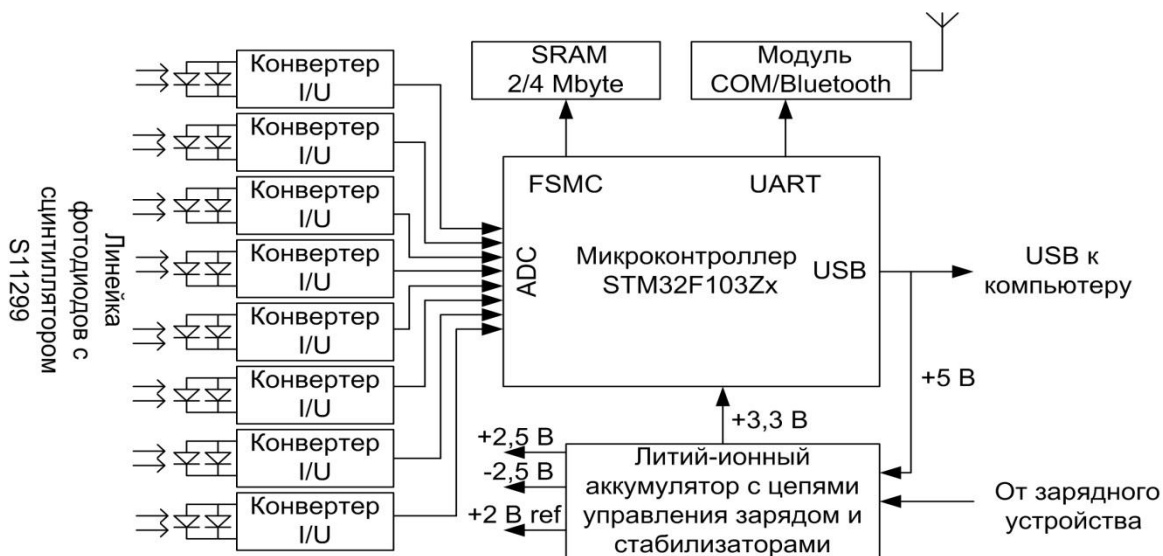 Линейка
фотодиодов с
сцинтиллятором
S11299
Конвертер
I/U
Конвертер
I/U
Конвертер
I/U
Конвертер
I/U
Конвертер
I/U
Конвертер
I/U
Конвертер
I/U
Конвертер
I/U
SRAM
2/4 Mbyte
Модуль
COM/Bluetooth
FSMC
UART
ADC
Микроконтроллер
STM32F103Zx
USB
USB к
компьютеру
+5 В
+3,3 В
+2,5 В
-2,5 В
+2 В ref
Литий-ионный
аккумулятор с цепями
управления зарядом и
стабилизаторами
От зарядного
устройства